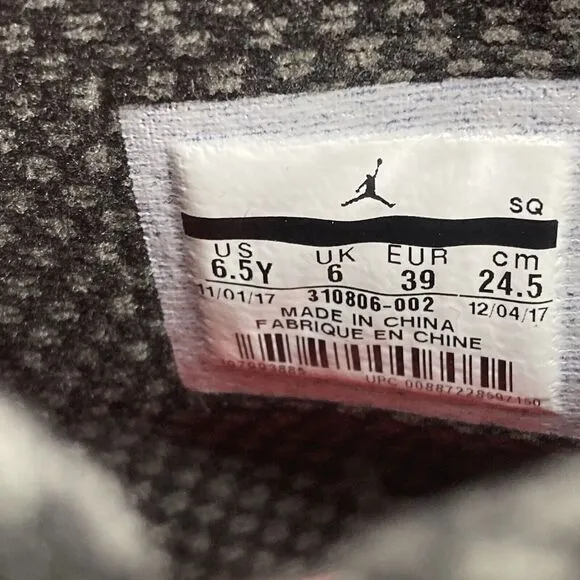 SQ
US UK EUR cm
6.5Y 6 39 24.5
11/01/17 310806-002 12/04/17
MADE IN CHINA
FABRIQUE EN CHINE
UPC